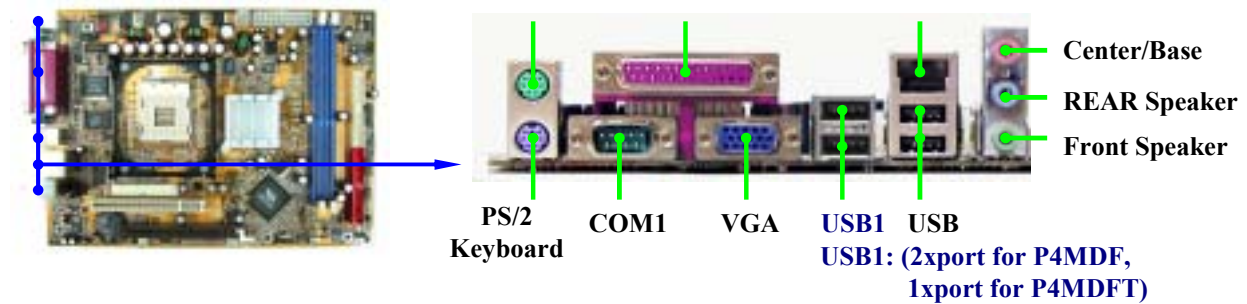 Center/Base
REAR Speaker
Front Speaker
PS/2
Keyboard
COM1
VGA
USB1
USB
USB1: (2xport for P4MDF,
1xport for P4MDFT)